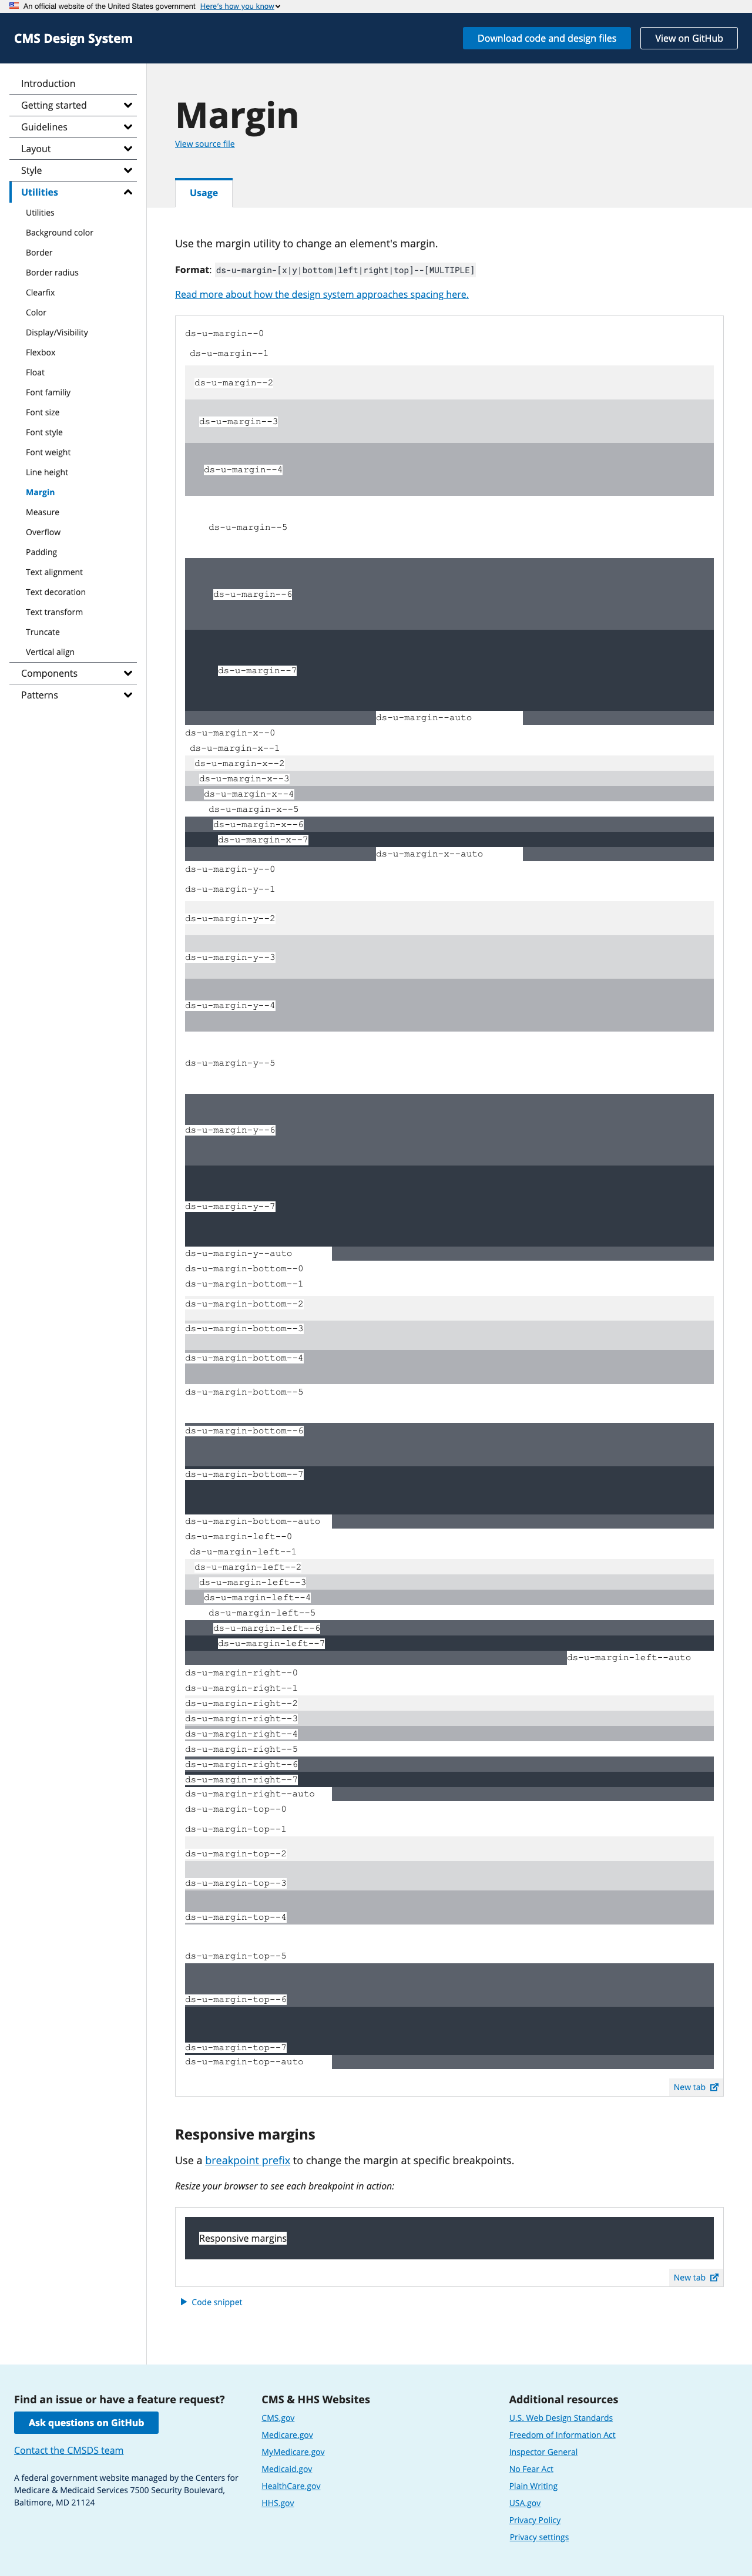 An official website of the United States government Here's how you know
CMS Design System
Download code and design files
View on GitHub
Introduction
Getting started
Guidelines
Layout
Style
Utilities
Utilities
Background color
Border
Border radius
Clearfix
Color
Display/Visibility
Flexbox
Float
Font familiy
Font size
Font style
Font weight
Line height
Margin
Measure
Overflow
Padding
Text alignment
Text decoration
Text transform
Truncate
Vertical align
Components
Patterns
Margin
View source file
Usage
Use the margin utility to change an element's margin.
Format: ds-u-margin-[x|y|bottom|left|right|top]--[MULTIPLE]
Read more about how the design system approaches spacing here.
ds-u-margin--0
ds-u-margin--1
ds-u-margin--2
ds-u-margin--3
ds-u-margin--4
ds-u-margin--5
ds-u-margin--6
ds-u-margin--7
ds-u-margin--auto
ds-u-margin-x--0
ds-u-margin-x--1
ds-u-margin-x--2
ds-u-margin-x--3
ds-u-margin-x--4
ds-u-margin-x--5
ds-u-margin-x--6
ds-u-margin-x--7
ds-u-margin-x--auto
ds-u-margin-y--0
ds-u-margin-y--1
ds-u-margin-y--2
ds-u-margin-y--3
ds-u-margin-y--4
ds-u-margin-y--5
ds-u-margin-y--6
ds-u-margin-y--7
ds-u-margin-y--auto
ds-u-margin-bottom--0
ds-u-margin-bottom--1
ds-u-margin-bottom--2
ds-u-margin-bottom--3
ds-u-margin-bottom--4
ds-u-margin-bottom--5
ds-u-margin-bottom--6
ds-u-margin-bottom--7
ds-u-margin-bottom--auto
ds-u-margin-left--0
ds-u-margin-left--1
ds-u-margin-left--2
ds-u-margin-left--3
ds-u-margin-left--4
ds-u-margin-left--5
ds-u-margin-left--6
ds-u-margin-left--7
ds-u-margin-left--auto
ds-u-margin-right--0
ds-u-margin-right--1
ds-u-margin-right--2
ds-u-margin-right--3
ds-u-margin-right--4
ds-u-margin-right--5
ds-u-margin-right--6
ds-u-margin-right--7
ds-u-margin-right--auto
ds-u-margin-top--0
ds-u-margin-top--1
ds-u-margin-top--2
ds-u-margin-top--3
ds-u-margin-top--4
ds-u-margin-top--5
ds-u-margin-top--6
ds-u-margin-top--7
ds-u-margin-top--auto
New tab
Responsive margins
Use a breakpoint prefix to change the margin at specific breakpoints.
Resize your browser to see each breakpoint in action:
Responsive margins
New tab
Code snippet
Find an issue or have a feature request?
Ask questions on GitHub
Contact the CMSDS team
A federal government website managed by the Centers for
Medicare & Medicaid Services 7500 Security Boulevard,
Baltimore, MD 21124
CMS & HHS Websites
CMS.gov
Medicare.gov
MyMedicare.gov
Medicaid.gov
HealthCare.gov
HHS.gov
Additional resources
U.S. Web Design Standards
Freedom of Information Act
Inspector General
No Fear Act
Plain Writing
USA.gov
Privacy Policy
Privacy settings